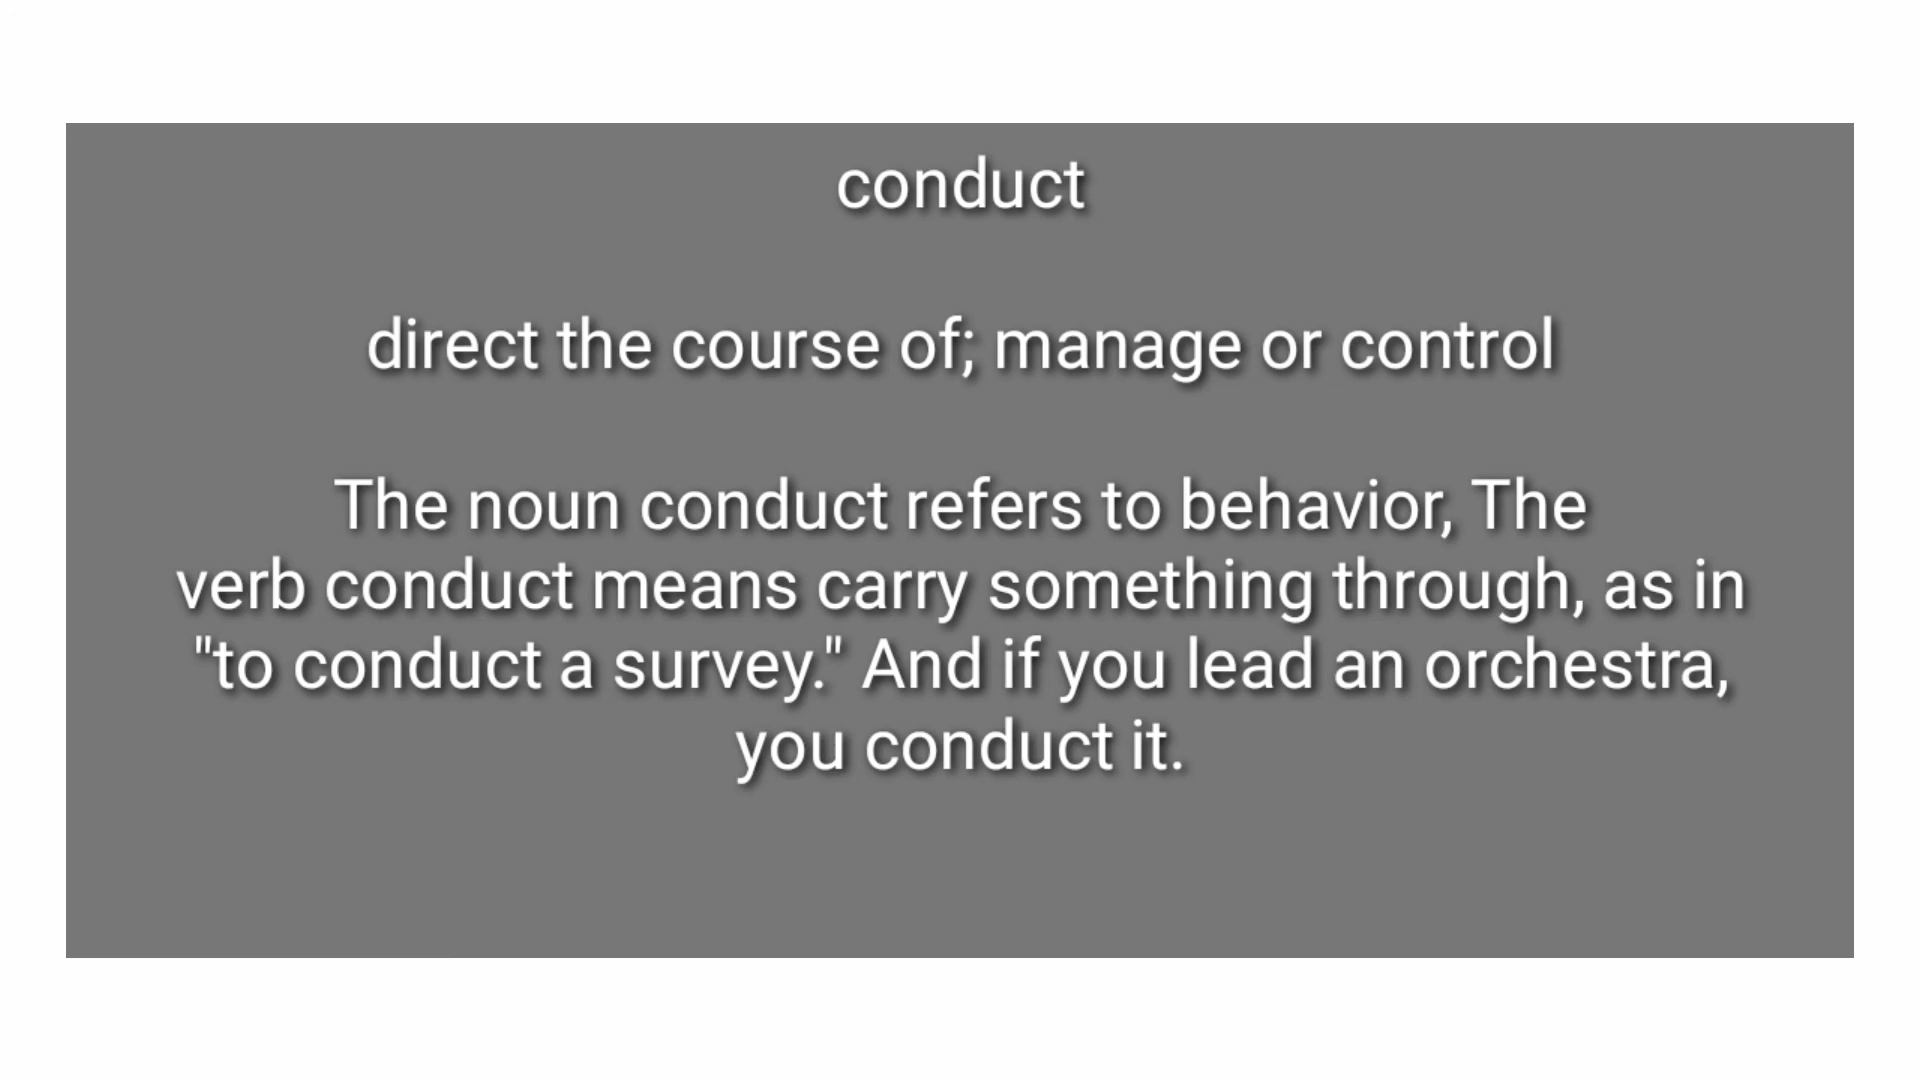 conduct
direct the course of; manage or control
The noun conduct refers to behavior, The
verb conduct means carry something through, as in
"to conduct a survey." And if you lead an orchestra,
you conduct it.